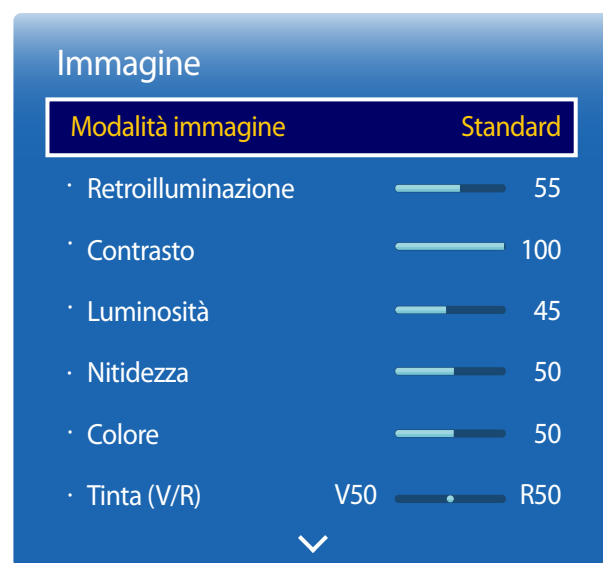 Immagine
Modalità immagine Standard
· Retroilluminazione 55
· Contrasto 100
· Luminosità 45
· Nitidezza 50
· Colore 50
· Tinta (V/R) V50 R50